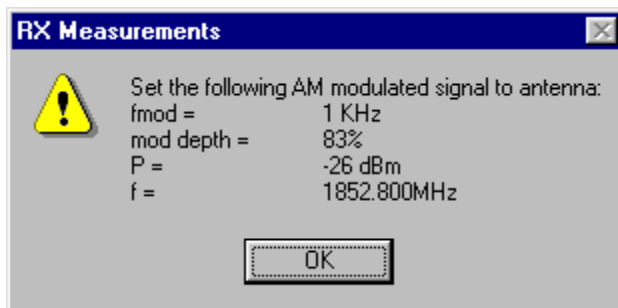 RX Measurements
Set the following AM modulated signal to antenna:
fmod = 1 KHz
mod depth = 83%
P = -26 dBm
f = 1852.800MHz
OK